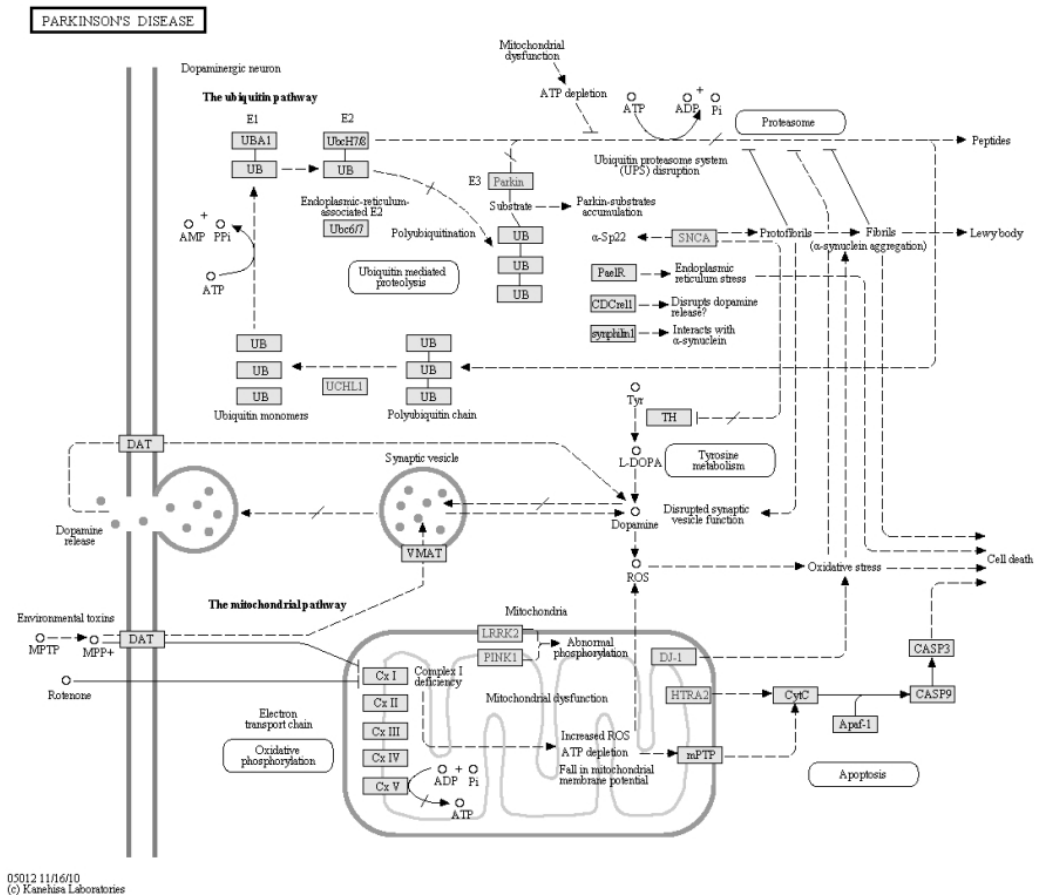 PARKINSON'S DISEASE
Dopaminergic neuron
The ubiquitin pathway
E1
E2
UBA1
UbcH7/8
UB
UB
Endoplasmic-reticulum-
associated E2
Ubc6/7
AMP + PPi
ATP
Polyubiquitination
Ubiquitin mediated
proteolysis
Mitochondrial
dysfunction
ATP depletion
ATP
ADP + Pi
Proteasome
Peptides
Ubiquitin proteasome system
(UPS) disruption
E3
Parkin
Substrate
Parkin-substrates
accumulation
UB
UB
UB
α-Sp22
SNCA
Protofibrils
Fibrils
(α-synuclein aggregation)
Lewy body
PaelR
Endoplasmic
reticulum stress
CDCrel1
Disrupts dopamine
release?
synphilin1
Interacts with
α-synuclein
UB
UB
UB
Ubiquitin monomers
UCHL1
UB
UB
UB
Polyubiquitin chain
Tyr
TH
L-DOPA
Tyrosine
metabolism
DAT
Synaptic vesicle
Dopamine
release
VMAT
Dopamine
Disrupted synaptic
vesicle function
ROS
Oxidative stress
Cell death
The mitochondrial pathway
Environmental toxins
MPTP
MPP+
DAT
Rotenone
Mitochondria
LRRK2
PINK1
Abnormal
phosphorylation
DJ-1
CASP3
Cx I
Complex I
deficiency
Cx II
Cx III
Cx IV
Cx V
Mitochondrial dysfunction
HTRA2
CytC
CASP9
Apaf-1
Electron
transport chain
Oxidative
phosphorylation
Increased ROS
ATP depletion
Fall in mitochondrial
membrane potential
mPTP
ADP + Pi
ATP
Apoptosis
05012 11/16/10
(c) Kanehisa Laboratories